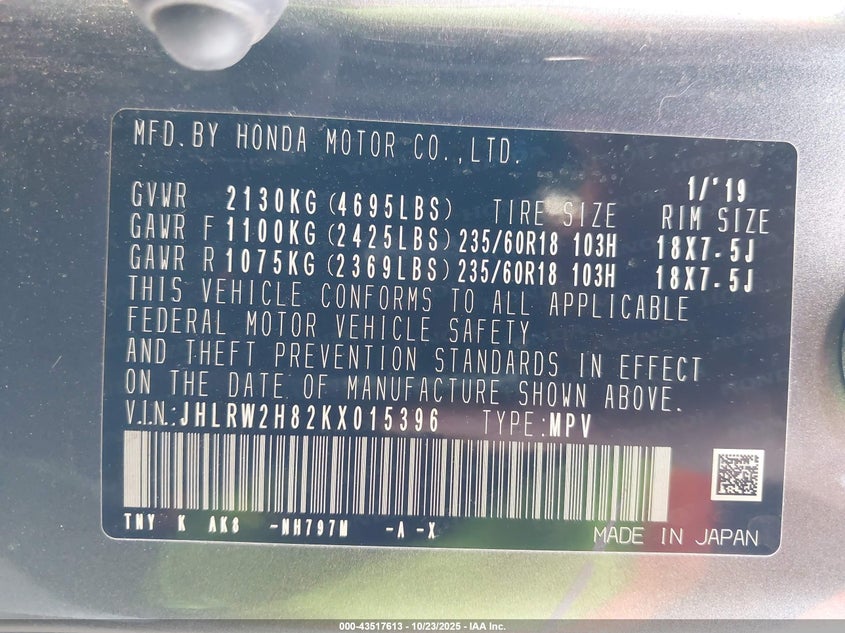 MFD. BY HONDA MOTOR CO., LTD.
1/'19
GVWR 2130KG (4695LBS) TIRE SIZE RIM SIZE
GAWR F 1100KG (2425LBS) 235/60R18 103H 18X7.5J
GAWR R 1075KG (2369LBS) 235/60R18 103H 18X7.5J
THIS VEHICLE CONFORMS TO ALL APPLICABLE
FEDERAL MOTOR VEHICLE SAFETY
AND THEFT PREVENTION STANDARDS IN EFFECT
ON THE DATE OF MANUFACTURE SHOWN ABOVE.
V.I.N.:JHLRW2H82KX015396 TYPE:MPV
TNY K AK8 -NH797M -A -X
MADE IN JAPAN
000-43517613 - 10/23/2025 - IAA Inc.